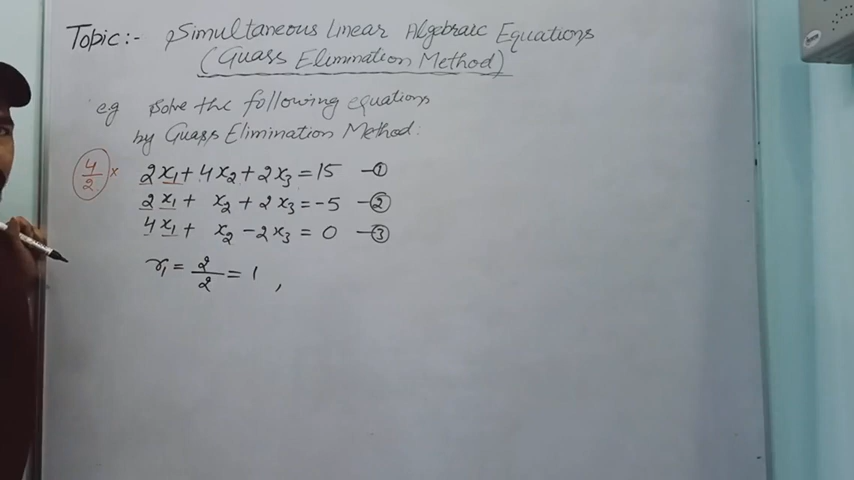 Topic:- Simultaneous Linear Algebraic Equations
(Guass Elimination Method)
e.g Solve the following equations
by Guass Elimination Method:
4/2 × 2x₁ + 4x₂ + 2x₃ = 15 —①
2x₁ + x₂ + 2x₃ = -5 —②
4x₁ + x₂ - 2x₃ = 0 —③
r₁ = 2/2 = 1 ,